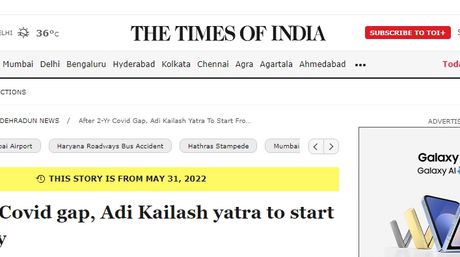 ELHI 36°C THE TIMES OF INDIA SUBSCRIBE TO TOI+
Mumbai Delhi Bengaluru Hyderabad Kolkata Chennai Agra Agartala Ahmedabad ••• Toda
CTIONS
DEHRADUN NEWS / After 2-Yr Covid Gap, Adi Kailash Yatra To Start Fro...
ADVERTIS
ai Airport Haryana Roadways Bus Accident Hathras Stampede Mumbai
THIS STORY IS FROM MAY 31, 2022
Galaxy
Galaxy AI
Covid gap, Adi Kailash yatra to start
y